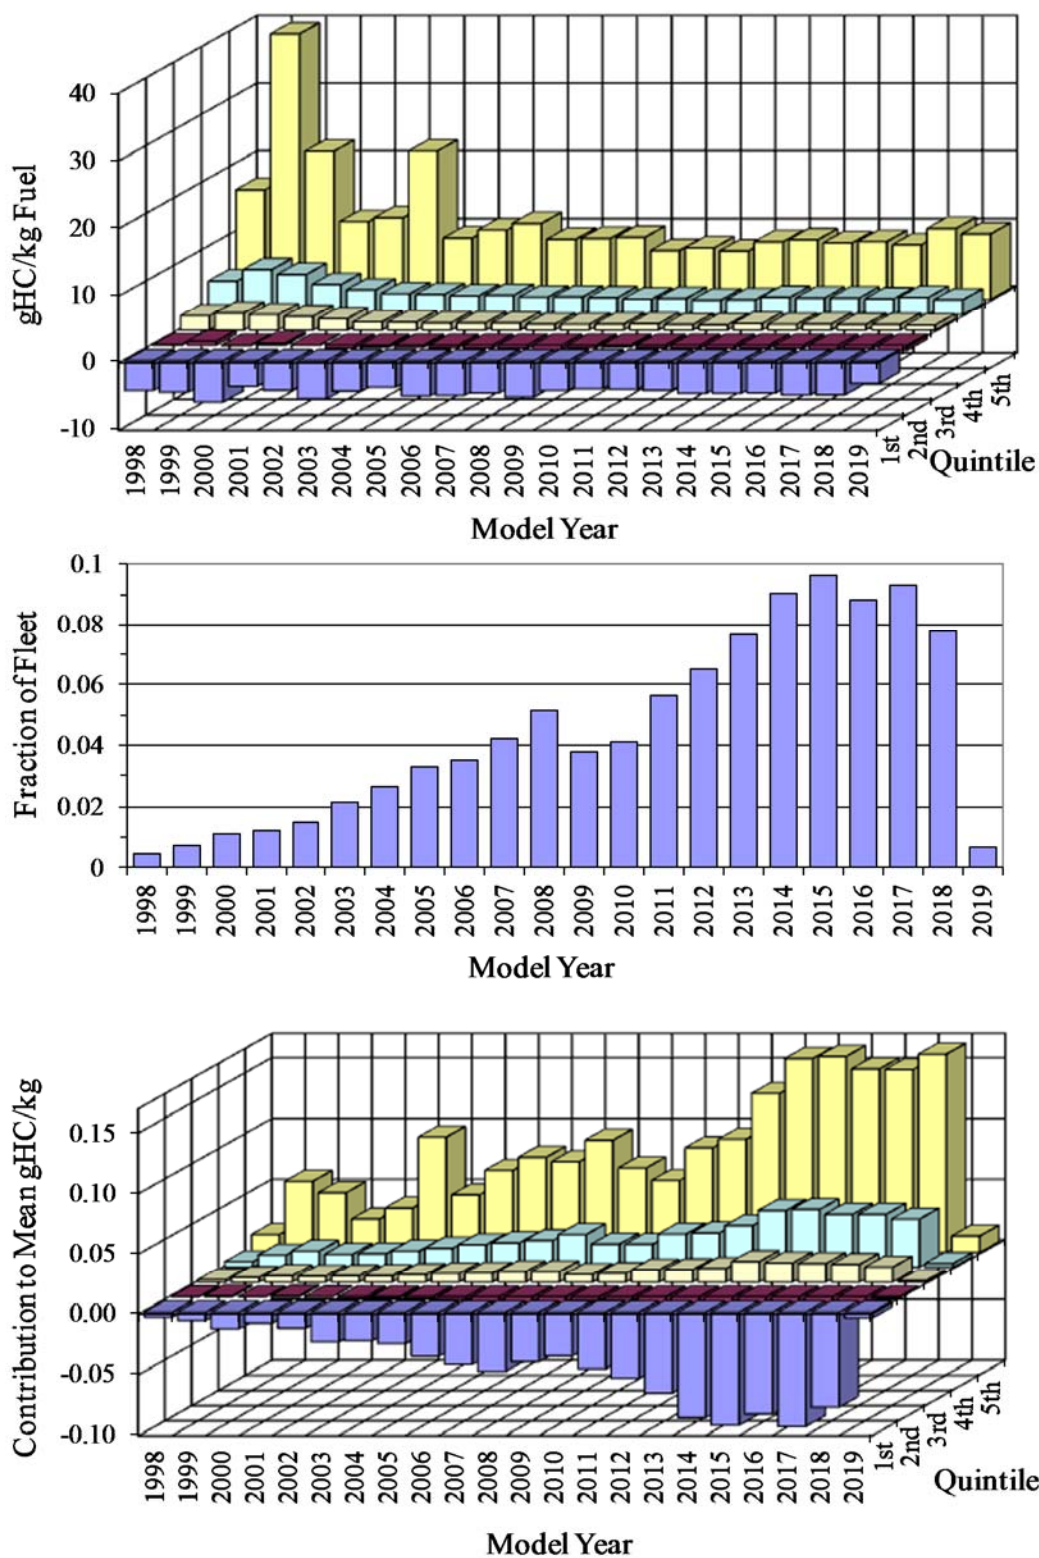 gHC/kg Fuel
40
30
20
10
0
-10
1998 1999 2000 2001 2002 2003 2004 2005 2006 2007 2008 2009 2010 2011 2012 2013 2014 2015 2016 2017 2018 2019
1st 2nd 3rd 4th 5th
Quintile
Model Year
Fraction of Fleet
0.1
0.08
0.06
0.04
0.02
0
1998 1999 2000 2001 2002 2003 2004 2005 2006 2007 2008 2009 2010 2011 2012 2013 2014 2015 2016 2017 2018 2019
Model Year
Contribution to Mean gHC/kg
0.15
0.10
0.05
0.00
-0.05
-0.10
1998 1999 2000 2001 2002 2003 2004 2005 2006 2007 2008 2009 2010 2011 2012 2013 2014 2015 2016 2017 2018 2019
1st 2nd 3rd 4th 5th
Quintile
Model Year